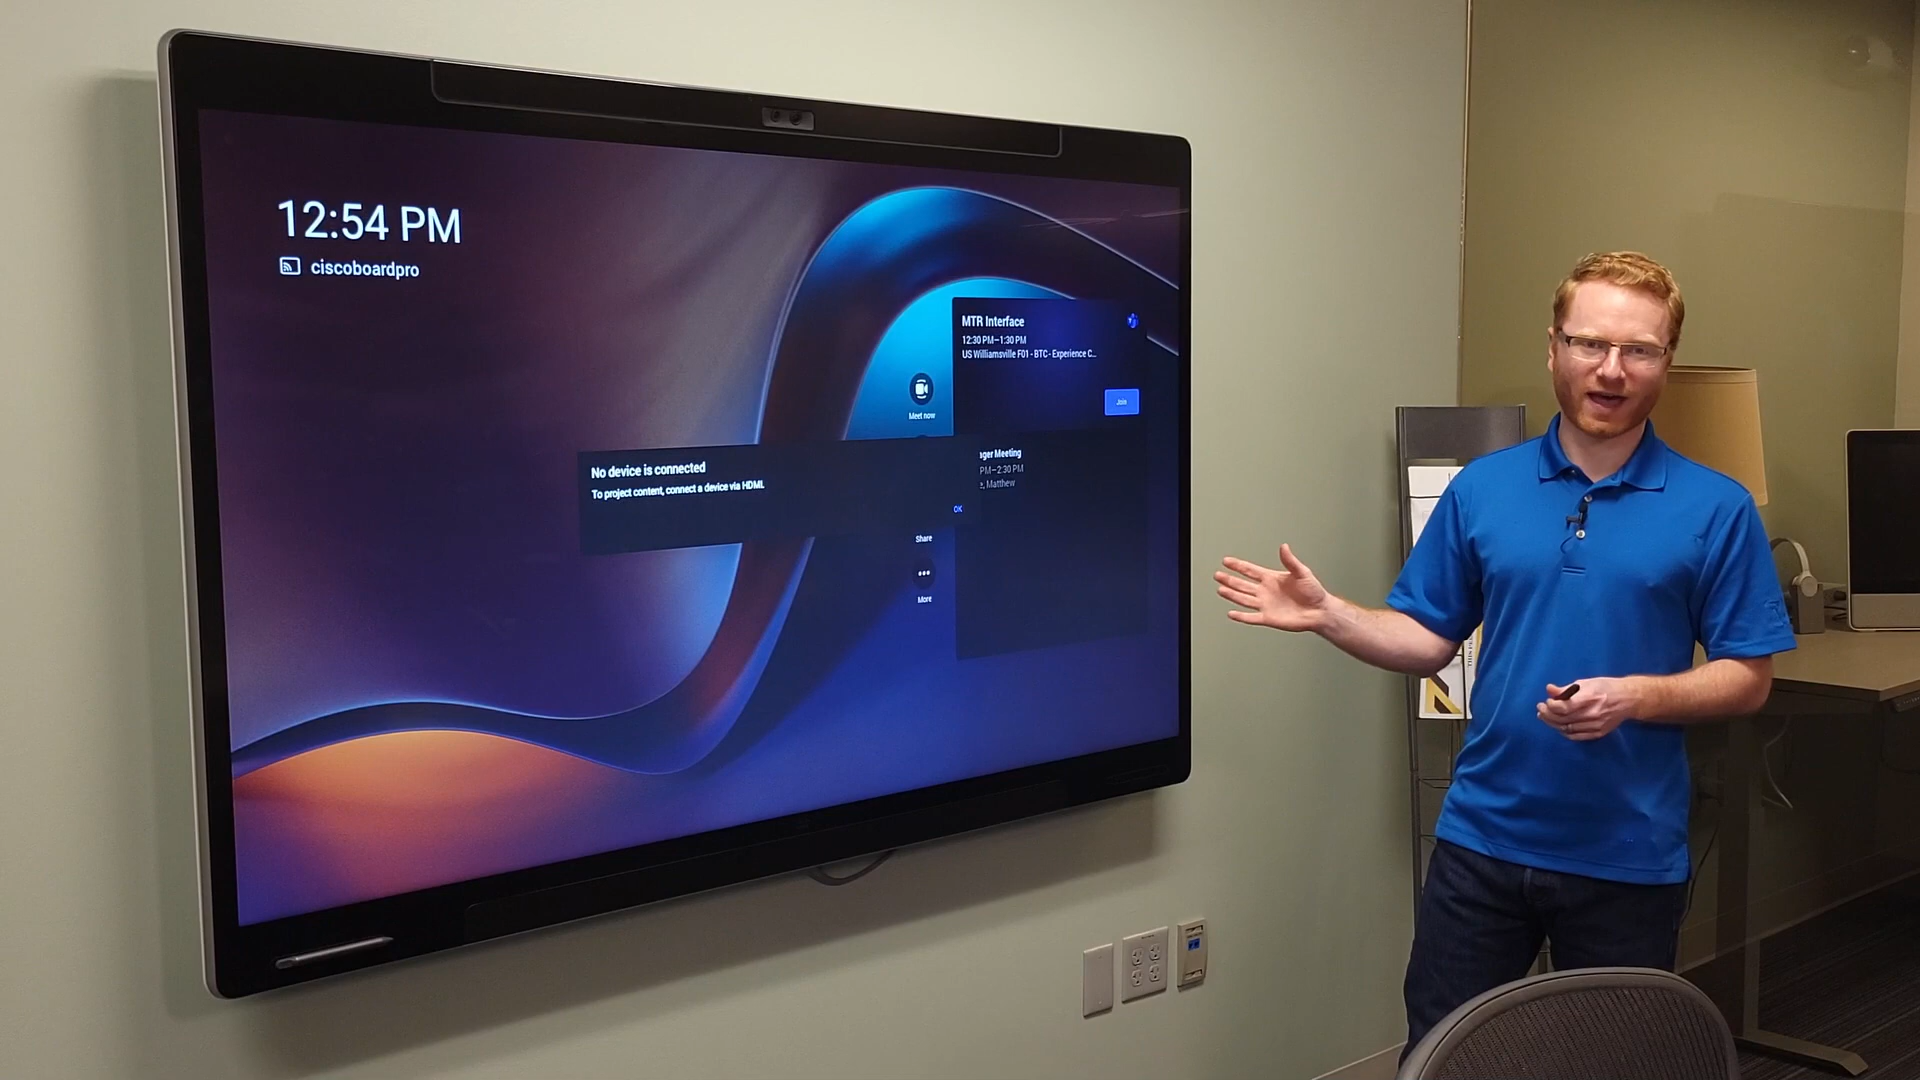 12:54 PM
ciscoboardpro
MTR Interface
12:30 PM–1:30 PM
US Williamsville F01 - BTC - Experience C...
Join
Meet now
No device is connected
To project content, connect a device via HDMI.
OK
ger Meeting
PM–2:30 PM
, Matthew
Share
More